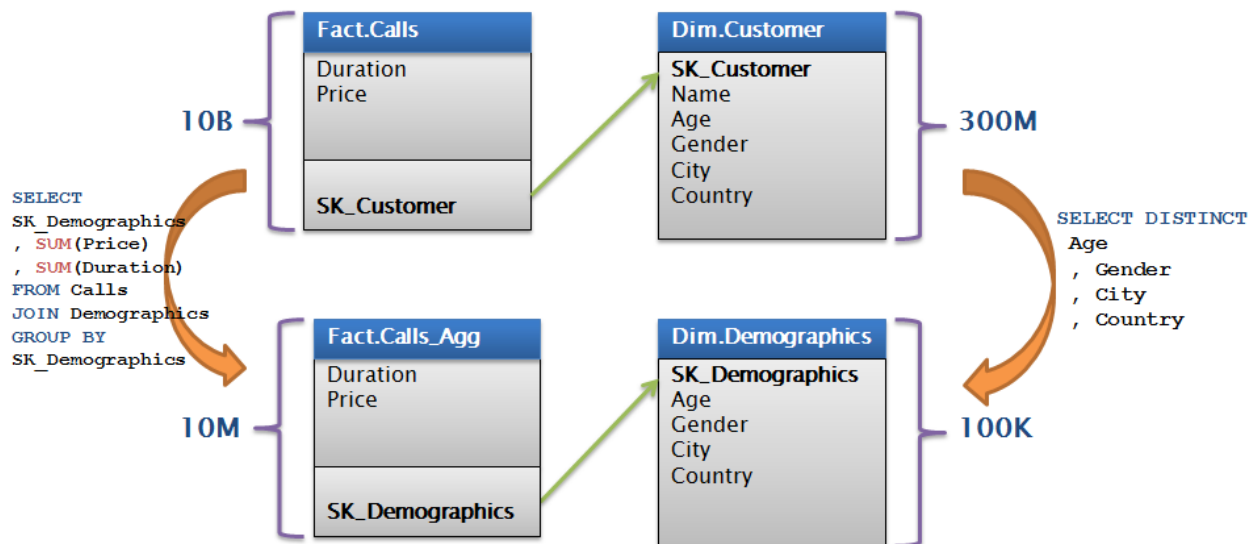 Fact.Calls
Duration
Price
SK_Customer
10B
Dim.Customer
SK_Customer
Name
Age
Gender
City
Country
300M
SELECT
SK_Demographics
, SUM(Price)
, SUM(Duration)
FROM Calls
JOIN Demographics
GROUP BY
SK_Demographics
SELECT DISTINCT
Age
, Gender
, City
, Country
Fact.Calls_Agg
Duration
Price
SK_Demographics
10M
Dim.Demographics
SK_Demographics
Age
Gender
City
Country
100K